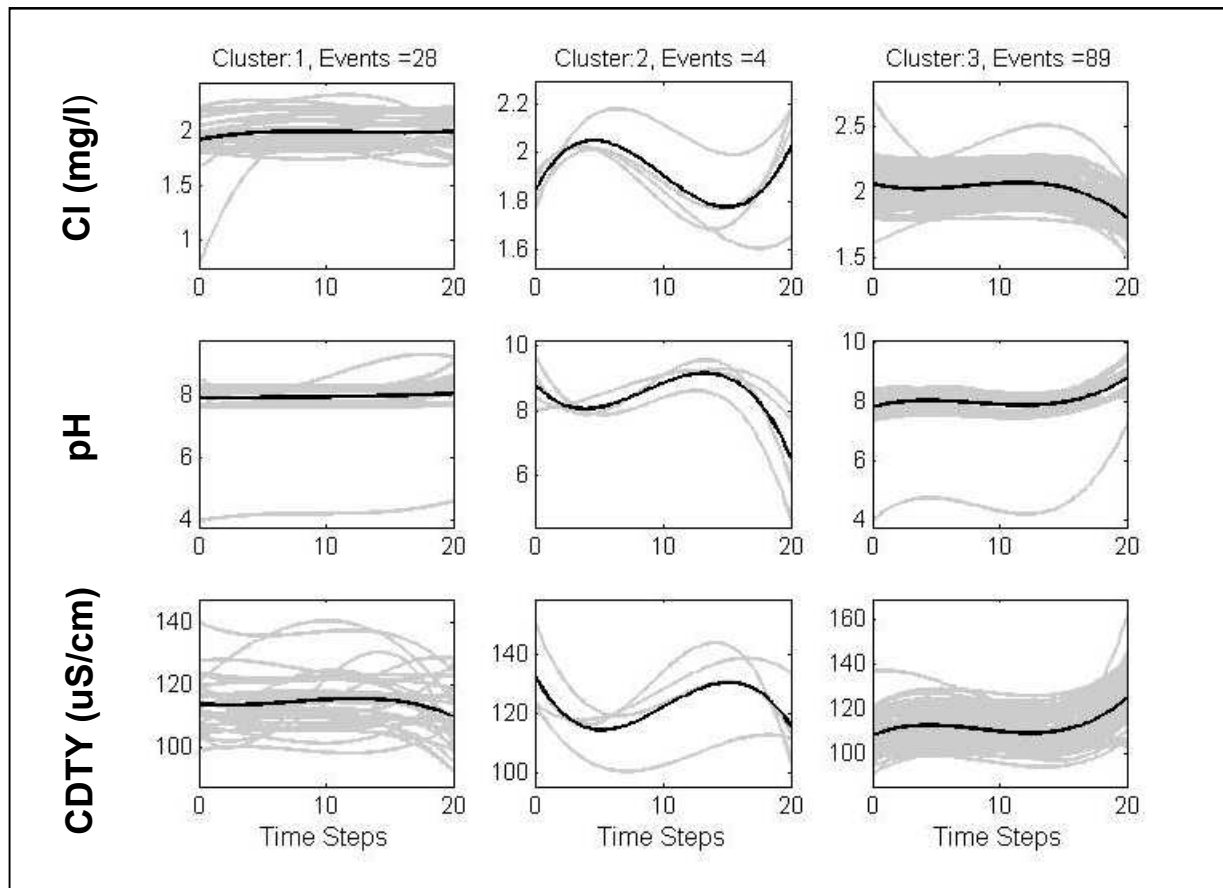 Cluster:1, Events =28
Cluster:2, Events =4
Cluster:3, Events =89
Cl (mg/l)
2
1.5
1
0 10 20
2.2
2
1.8
1.6
0 10 20
2.5
2
1.5
0 10 20
pH
8
6
4
0 10 20
10
8
6
0 10 20
10
8
6
4
0 10 20
CDTY (uS/cm)
140
120
100
0 10 20
Time Steps
140
120
100
0 10 20
Time Steps
160
140
120
100
0 10 20
Time Steps